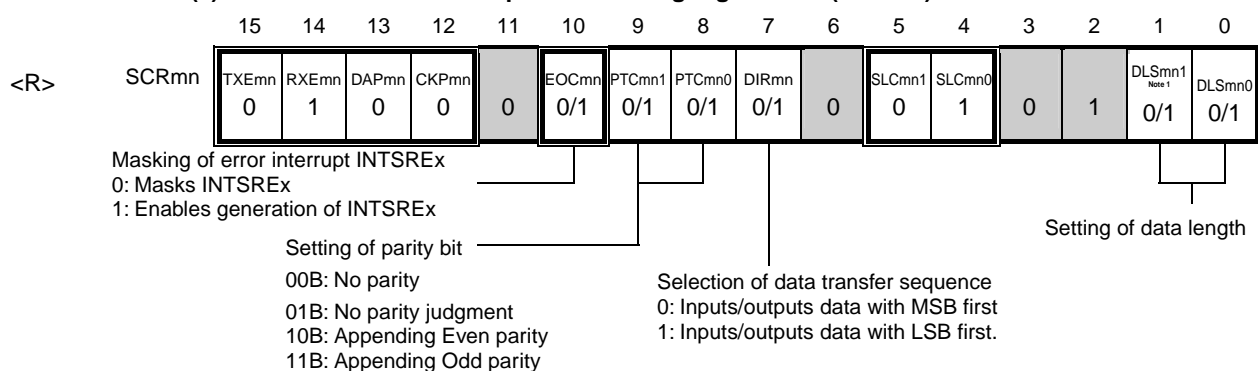 15 14 13 12 11 10 9 8 7 6 5 4 3 2 1 0
<R> SCRmn TXEmn RXEmn DAPmn CKPmn EOCmn PTCmn1 PTCmn0 DIRmn SLCmn1 SLCmn0 DLSmn1 Note 1 DLSmn0
0 1 0 0 0 0/1 0/1 0/1 0/1 0 0 1 0 1 0/1 0/1
Masking of error interrupt INTSREx
0: Masks INTSREx
1: Enables generation of INTSREx
Setting of data length
Setting of parity bit
00B: No parity
01B: No parity judgment
10B: Appending Even parity
11B: Appending Odd parity
Selection of data transfer sequence
0: Inputs/outputs data with MSB first
1: Inputs/outputs data with LSB first.